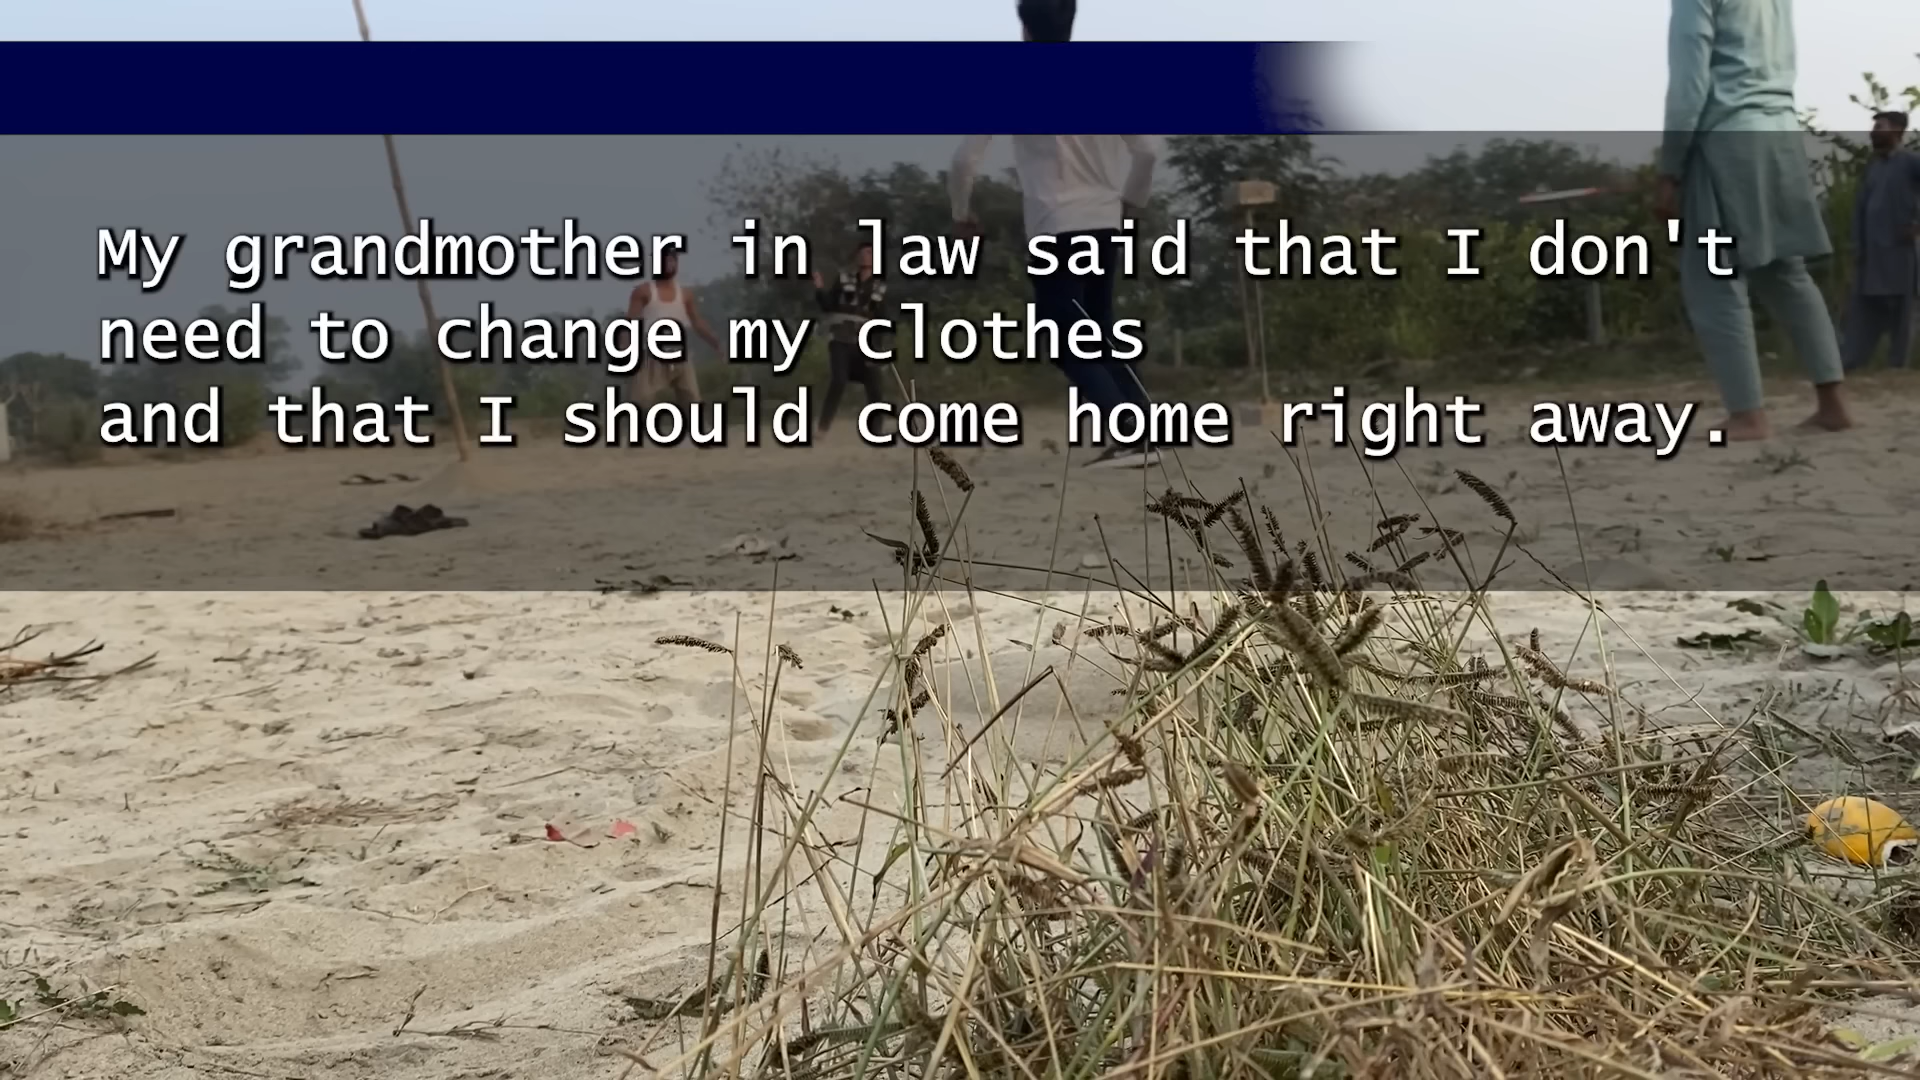 My grandmother in law said that I don't
need to change my clothes
and that I should come home right away.